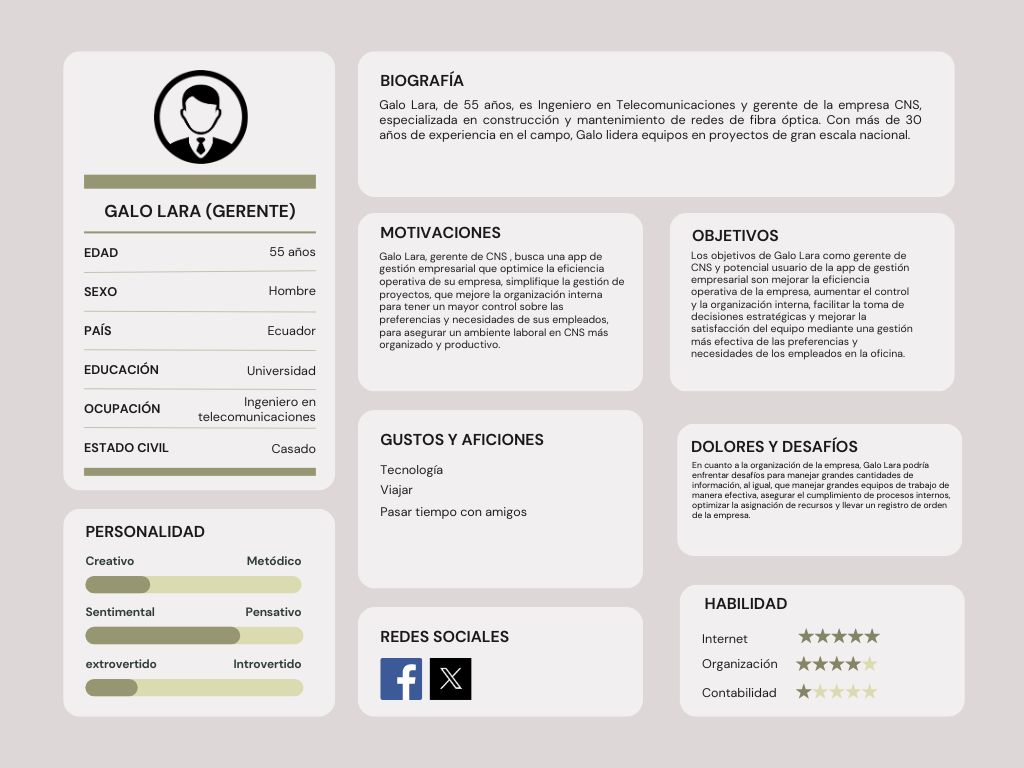 GALO LARA (GERENTE)
EDAD 55 años
SEXO Hombre
PAÍS Ecuador
EDUCACIÓN Universidad
OCUPACIÓN Ingeniero en
telecomunicaciones
ESTADO CIVIL Casado
PERSONALIDAD
Creativo Metódico
Sentimental Pensativo
extrovertido Introvertido
BIOGRAFÍA
Galo Lara, de 55 años, es Ingeniero en Telecomunicaciones y gerente de la empresa CNS,
especializada en construcción y mantenimiento de redes de fibra óptica. Con más de 30
años de experiencia en el campo, Galo lidera equipos en proyectos de gran escala nacional.
MOTIVACIONES
Galo Lara, gerente de CNS , busca una app de
gestión empresarial que optimice la eficiencia
operativa de su empresa, simplifique la gestión de
proyectos, que mejore la organización interna
para tener un mayor control sobre las
preferencias y necesidades de sus empleados,
para asegurar un ambiente laboral en CNS más
organizado y productivo.
OBJETIVOS
Los objetivos de Galo Lara como gerente de
CNS y potencial usuario de la app de gestión
empresarial son mejorar la eficiencia
operativa de la empresa, aumentar el control
y la organización interna, facilitar la toma de
decisiones estratégicas y mejorar la
satisfacción del equipo mediante una gestión
más efectiva de las preferencias y
necesidades de los empleados en la oficina.
GUSTOS Y AFICIONES
Tecnología
Viajar
Pasar tiempo con amigos
DOLORES Y DESAFÍOS
En cuanto a la organización de la empresa, Galo Lara podría
enfrentar desafíos para manejar grandes cantidades de
información, al igual, que manejar grandes equipos de trabajo de
manera efectiva, asegurar el cumplimiento de procesos internos,
optimizar la asignación de recursos y llevar un registro de orden
de la empresa.
REDES SOCIALES
HABILIDAD
Internet
Organización
Contabilidad